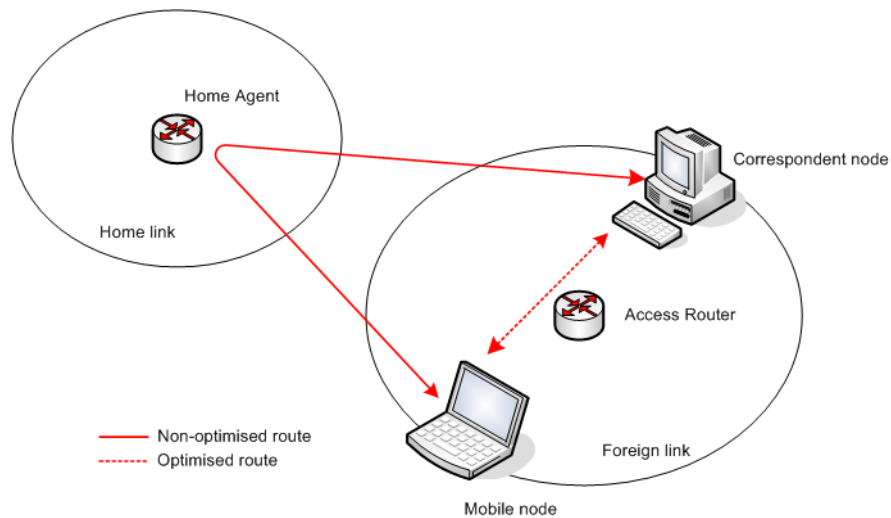 Home Agent
Correspondent node
Home link
Access Router
Non-optimised route
Optimised route
Foreign link
Mobile node